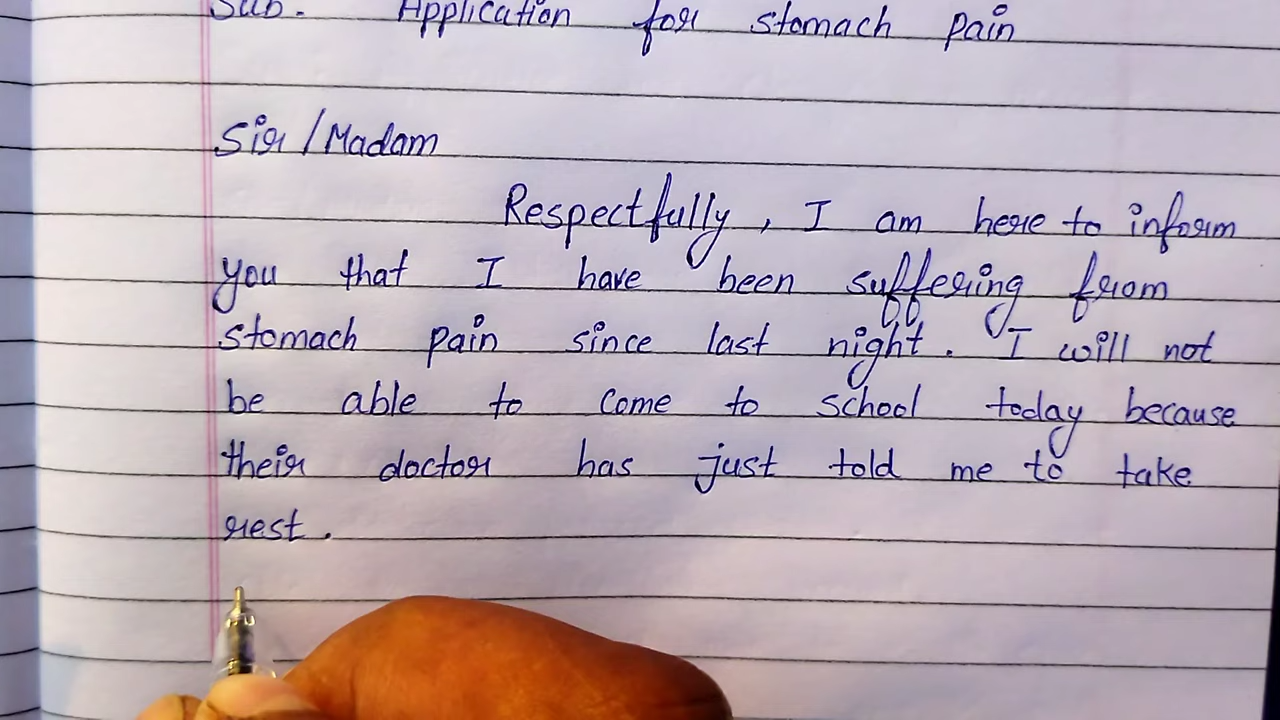 Sub. Application for stomach pain
Sir/Madam
Respectfully, I am here to inform
you that I have been suffering from
stomach pain since last night. I will not
be able to come to school today because
their doctor has just told me to take
rest.